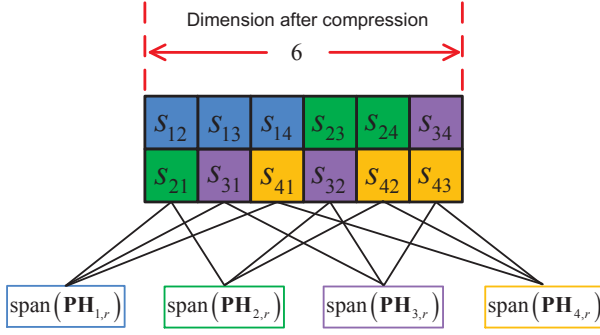 Dimension after compression
6
S₁₂ S₁₃ S₁₄ S₂₃ S₂₄ S₃₄
S₂₁ S₃₁ S₄₁ S₃₂ S₄₂ S₄₃
span(PH₁,ᵣ) span(PH₂,ᵣ) span(PH₃,ᵣ) span(PH₄,ᵣ)